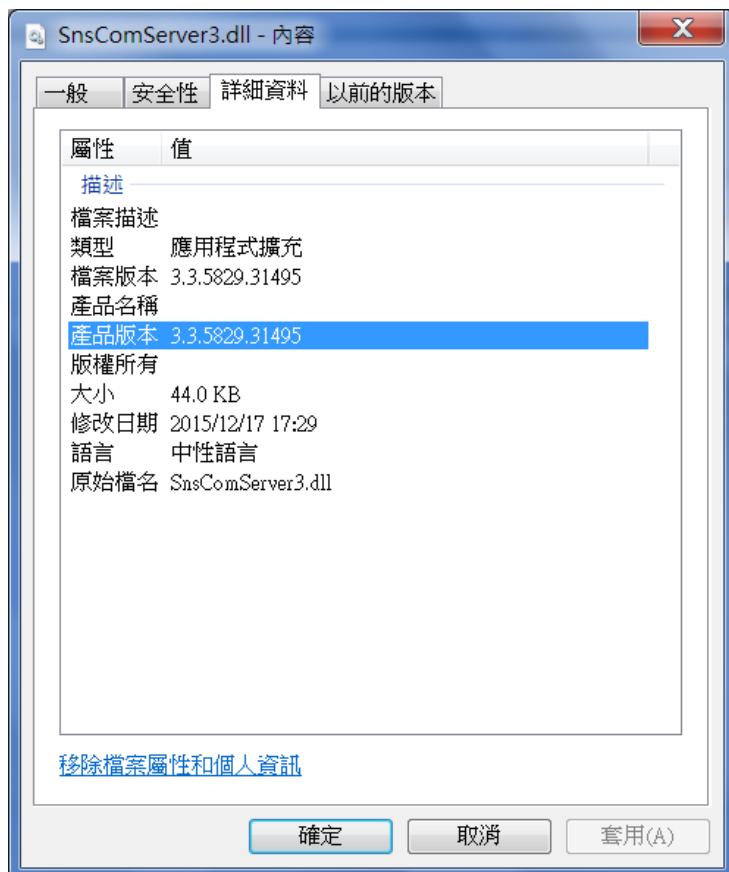 SnsComServer3.dll - 內容
一般 安全性 詳細資料 以前的版本
屬性 值
描述
檔案描述
類型 應用程式擴充
檔案版本 3.3.5829.31495
產品名稱
產品版本 3.3.5829.31495
版權所有
大小 44.0 KB
修改日期 2015/12/17 17:29
語言 中性語言
原始檔名 SnsComServer3.dll
移除檔案屬性和個人資訊
確定 取消 套用(A)